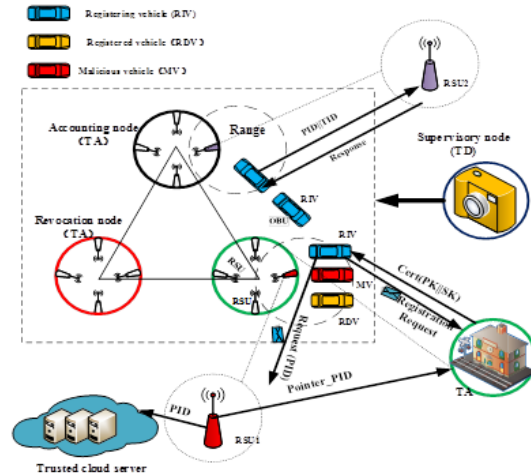 Registering vehicle (RIV)
Registered vehicle (RDV)
Malicious vehicle (MV)
RSU2
Accounting node
(TA)
Range
PID||TID
Response
Supervisory node
(TD)
RIV
OBU
Revocation node
(TA)
RIV
RSU
RSU
MV
RDV
Cert(PK||SK)
Registration
Request
Request (PID)
TA
Pointer_PID
PID
RSU1
Trusted cloud server